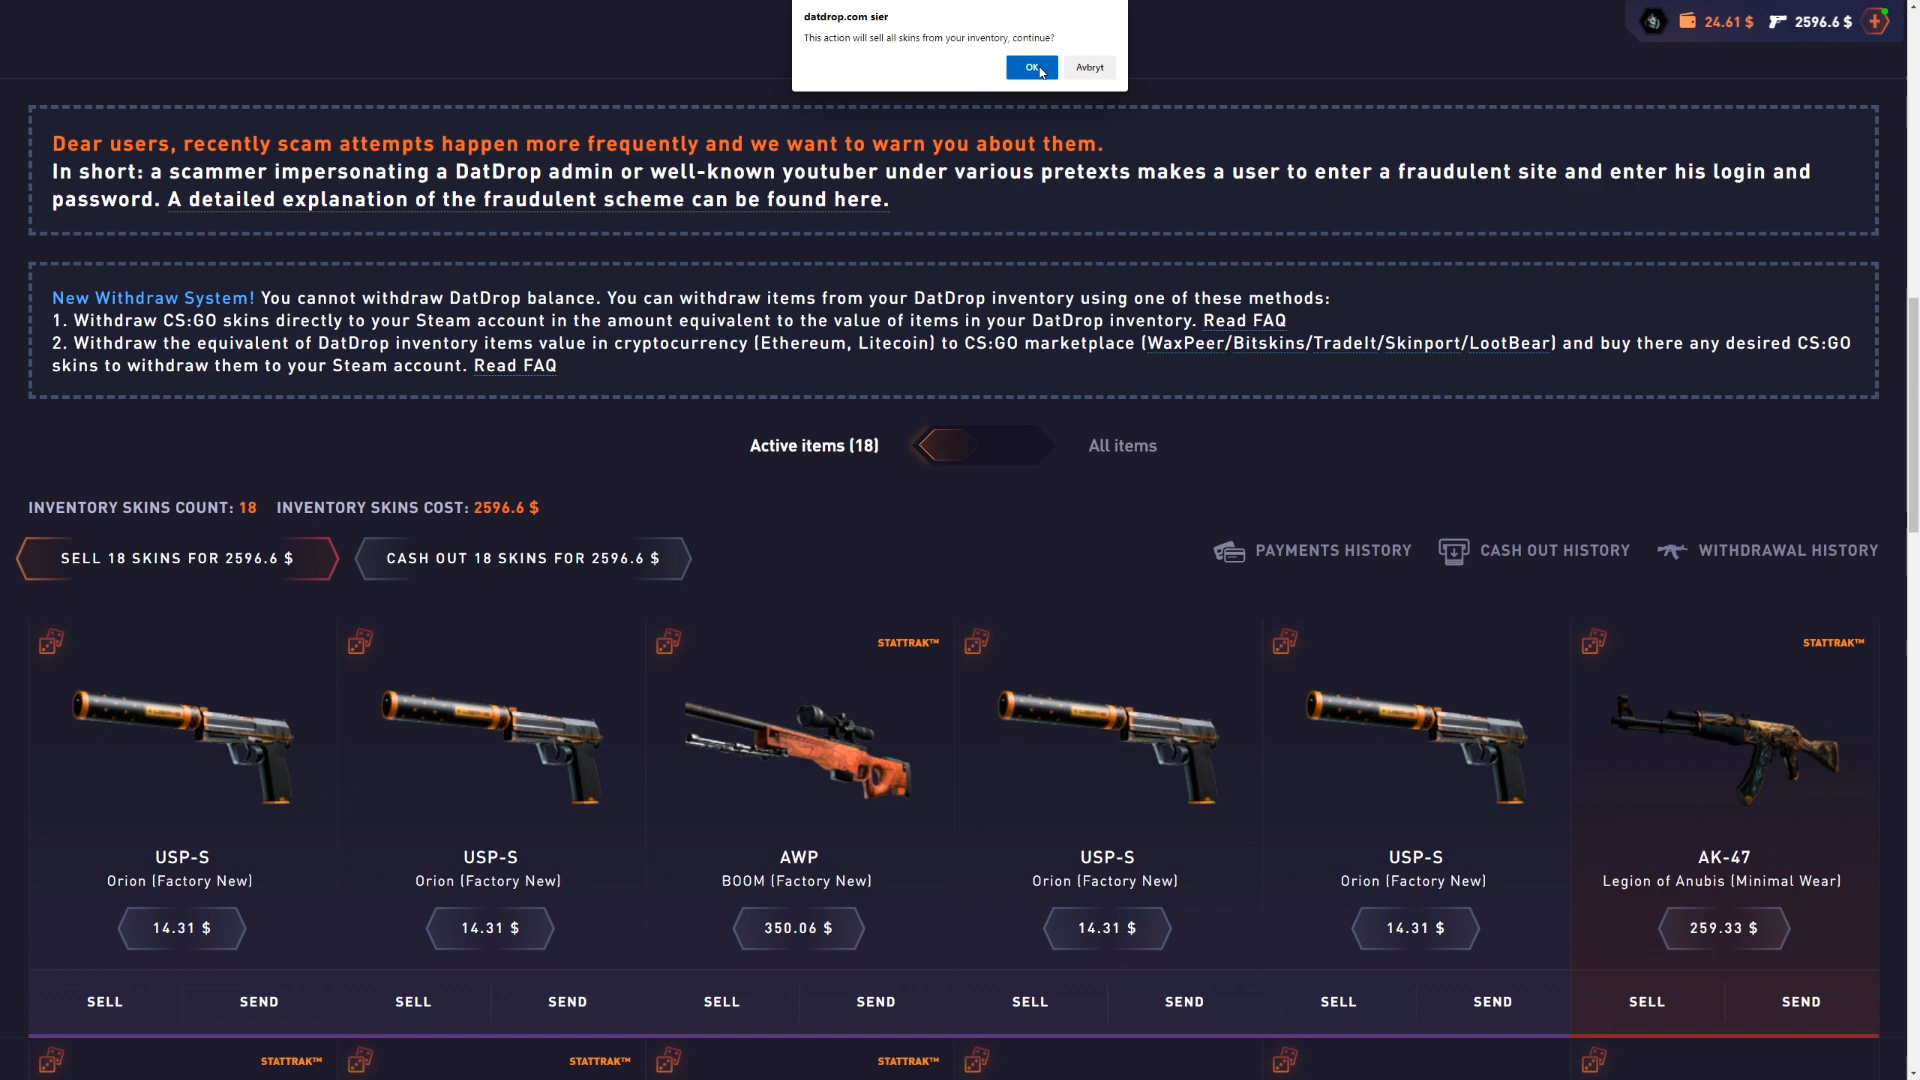 datdrop.com sier
This action will sell all skins from your inventory, continue?
OK
Avbryt
24.61 $
2596.6 $
Dear users, recently scam attempts happen more frequently and we want to warn you about them.
In short: a scammer impersonating a DatDrop admin or well-known youtuber under various pretexts makes a user to enter a fraudulent site and enter his login and
password. A detailed explanation of the fraudulent scheme can be found here.
New Withdraw System! You cannot withdraw DatDrop balance. You can withdraw items from your DatDrop inventory using one of these methods:
1. Withdraw CS:GO skins directly to your Steam account in the amount equivalent to the value of items in your DatDrop inventory. Read FAQ
2. Withdraw the equivalent of DatDrop inventory items value in cryptocurrency (Ethereum, Litecoin) to CS:GO marketplace (WaxPeer/Bitskins/TradeIt/Skinport/LootBear) and buy there any desired CS:GO
skins to withdraw them to your Steam account. Read FAQ
Active items (18)
All items
INVENTORY SKINS COUNT: 18 INVENTORY SKINS COST: 2596.6 $
SELL 18 SKINS FOR 2596.6 $
CASH OUT 18 SKINS FOR 2596.6 $
PAYMENTS HISTORY
CASH OUT HISTORY
WITHDRAWAL HISTORY
STATTRAK™
STATTRAK™
USP-S
Orion (Factory New)
14.31 $
USP-S
Orion (Factory New)
14.31 $
AWP
BOOM (Factory New)
350.06 $
USP-S
Orion (Factory New)
14.31 $
USP-S
Orion (Factory New)
14.31 $
AK-47
Legion of Anubis (Minimal Wear)
259.33 $
SELL
SEND
SELL
SEND
SELL
SEND
SELL
SEND
SELL
SEND
SELL
SEND
STATTRAK™
STATTRAK™
STATTRAK™